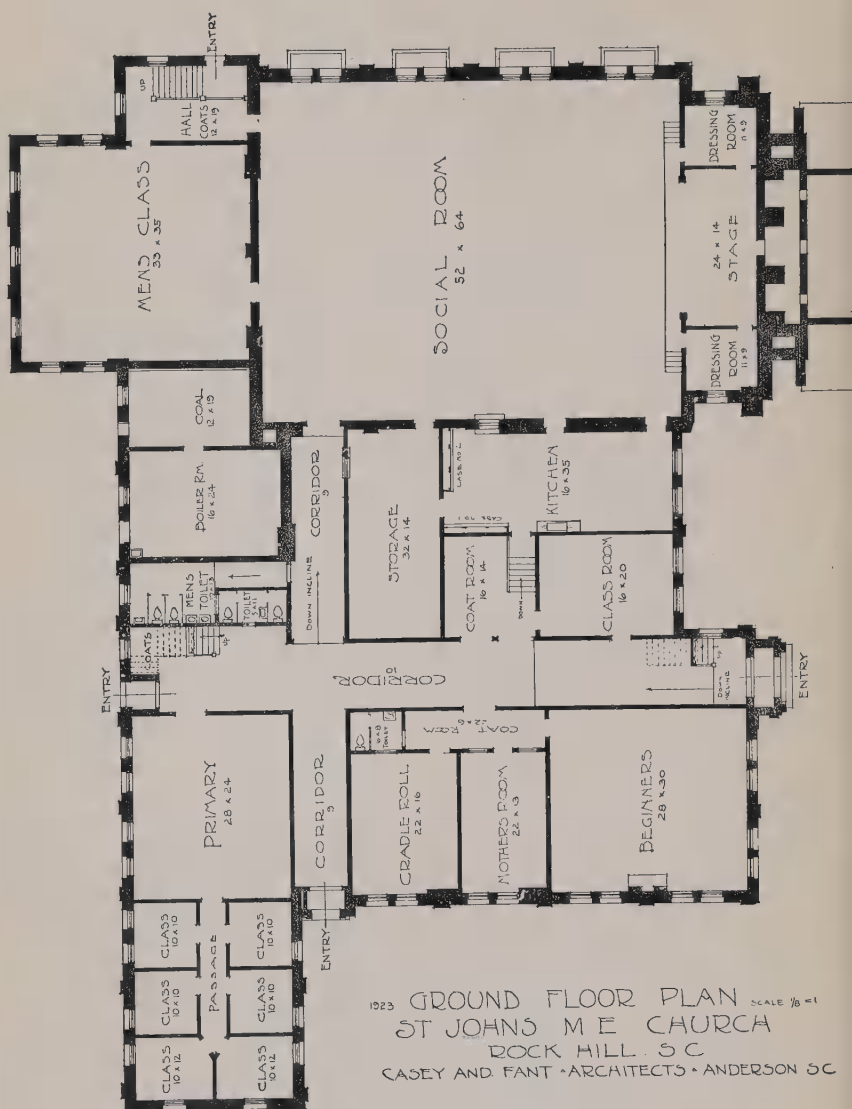 ENTRY
UP
HALL
COATS
12 x 19
MENS CLASS
33 x 35
SOCIAL ROOM
52 x 64
DRESSING
ROOM
11 x 9
24 x 14
STAGE
DRESSING
ROOM
11 x 9
COAL
12 x 19
BOILER RM.
16 x 24
CORRIDOR
9
DOWN INCLINE
STORAGE
32 x 14
KITCHEN
16 x 35
COAT ROOM
16 x 14
DOWN
CLASS ROOM
16 x 20
MENS
TOILET
TOILET
COATS
UP
ENTRY
CORRIDOR
10
DOWN
INCLINE
ENTRY
COAT ROOM
TOILET
PRIMARY
28 x 24
CORRIDOR
9
CRADLE ROLL
22 x 16
MOTHERS ROOM
22 x 13
BEGINNERS
28 x 30
ENTRY
CLASS
10 x 10
CLASS
10 x 10
PASSAGE
CLASS
10 x 10
CLASS
10 x 10
CLASS
10 x 12
CLASS
10 x 12
1923 GROUND FLOOR PLAN SCALE 1/8 = 1
ST JOHNS M E CHURCH
ROCK HILL S C
CASEY AND FANT • ARCHITECTS • ANDERSON S C